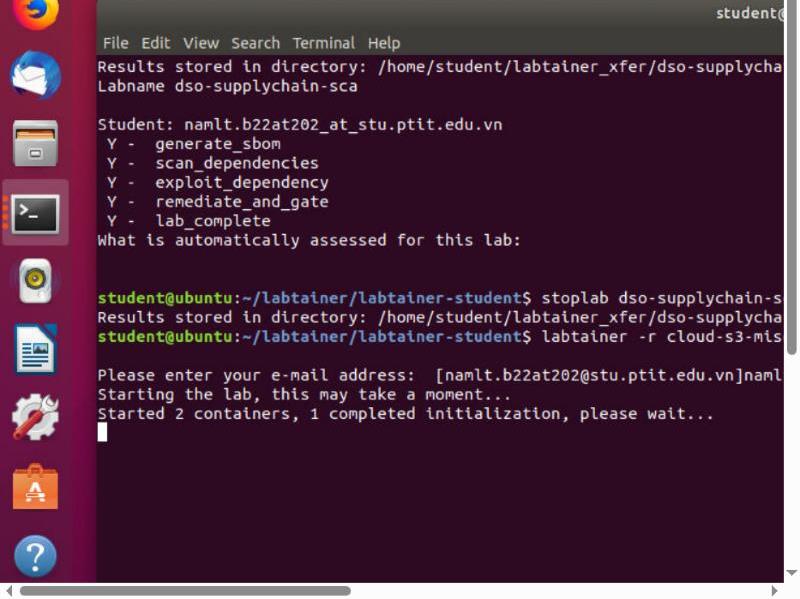 student@
File Edit View Search Terminal Help
Results stored in directory: /home/student/labtainer_xfer/dso-supplycha
Labname dso-supplychain-sca
Student: namlt.b22at202_at_stu.ptit.edu.vn
Y - generate_sbom
Y - scan_dependencies
Y - exploit_dependency
Y - remediate_and_gate
Y - lab_complete
What is automatically assessed for this lab:
student@ubuntu:~/labtainer/labtainer-student$ stoplab dso-supplychain-s
Results stored in directory: /home/student/labtainer_xfer/dso-supplycha
student@ubuntu:~/labtainer/labtainer-student$ labtainer -r cloud-s3-mis
Please enter your e-mail address: [namlt.b22at202@stu.ptit.edu.vn]naml
Starting the lab, this may take a moment...
Started 2 containers, 1 completed initialization, please wait...